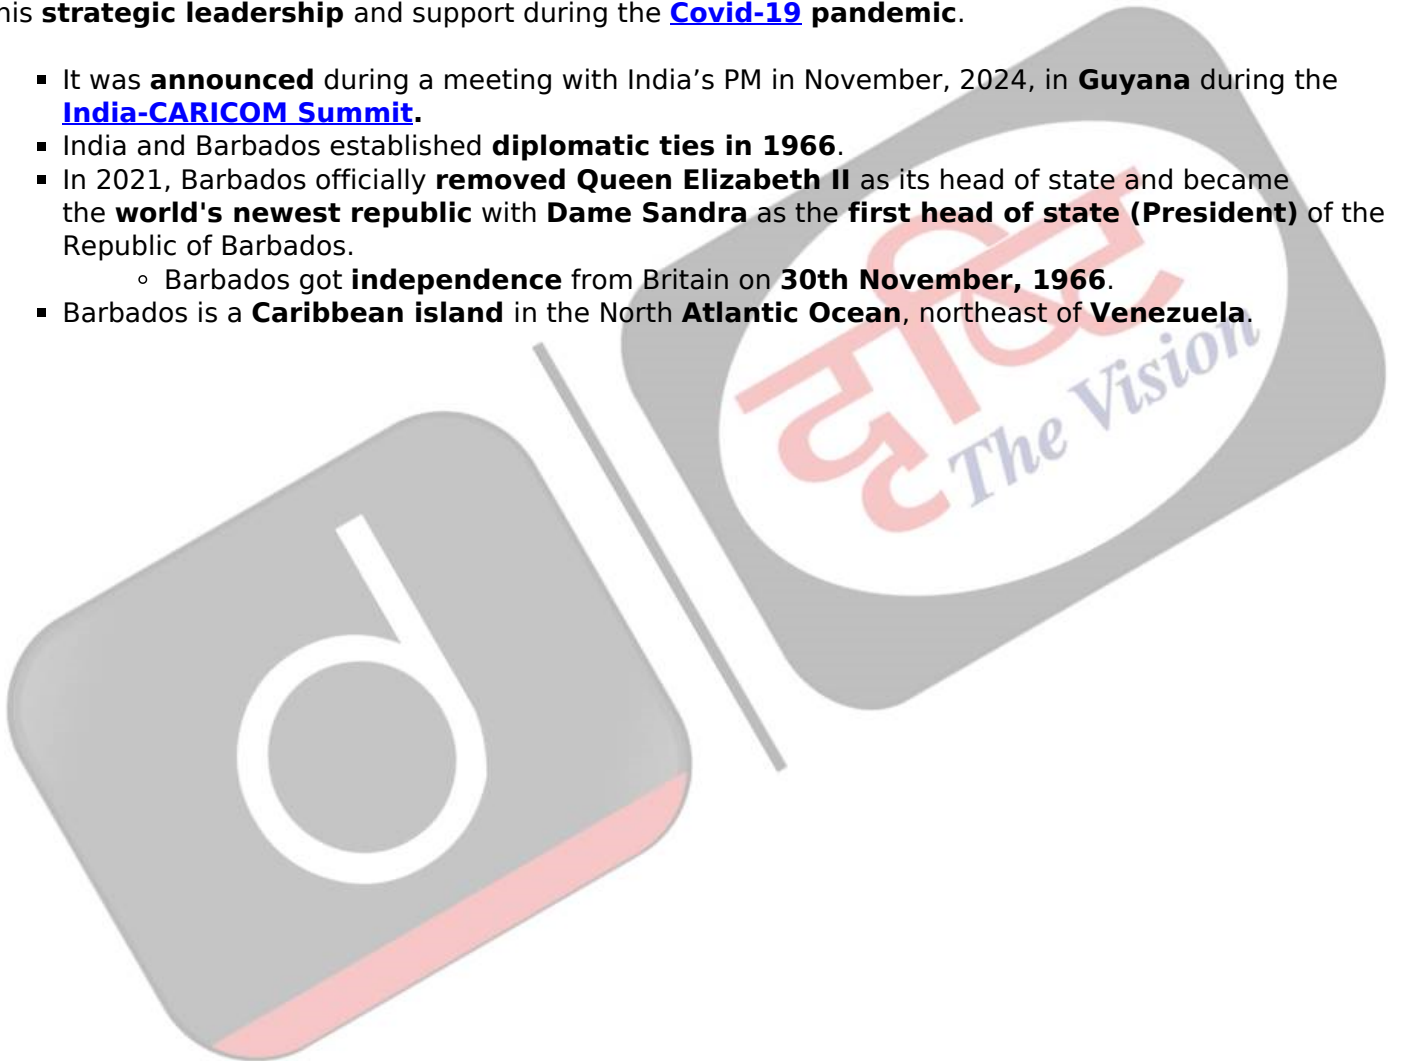 his strategic leadership and support during the Covid-19 pandemic.
▪ It was announced during a meeting with India’s PM in November, 2024, in Guyana during the
India-CARICOM Summit.
▪ India and Barbados established diplomatic ties in 1966.
▪ In 2021, Barbados officially removed Queen Elizabeth II as its head of state and became
the world's newest republic with Dame Sandra as the first head of state (President) of the
Republic of Barbados.
◦ Barbados got independence from Britain on 30th November, 1966.
▪ Barbados is a Caribbean island in the North Atlantic Ocean, northeast of Venezuela.
दृष्टि
The Vision
d